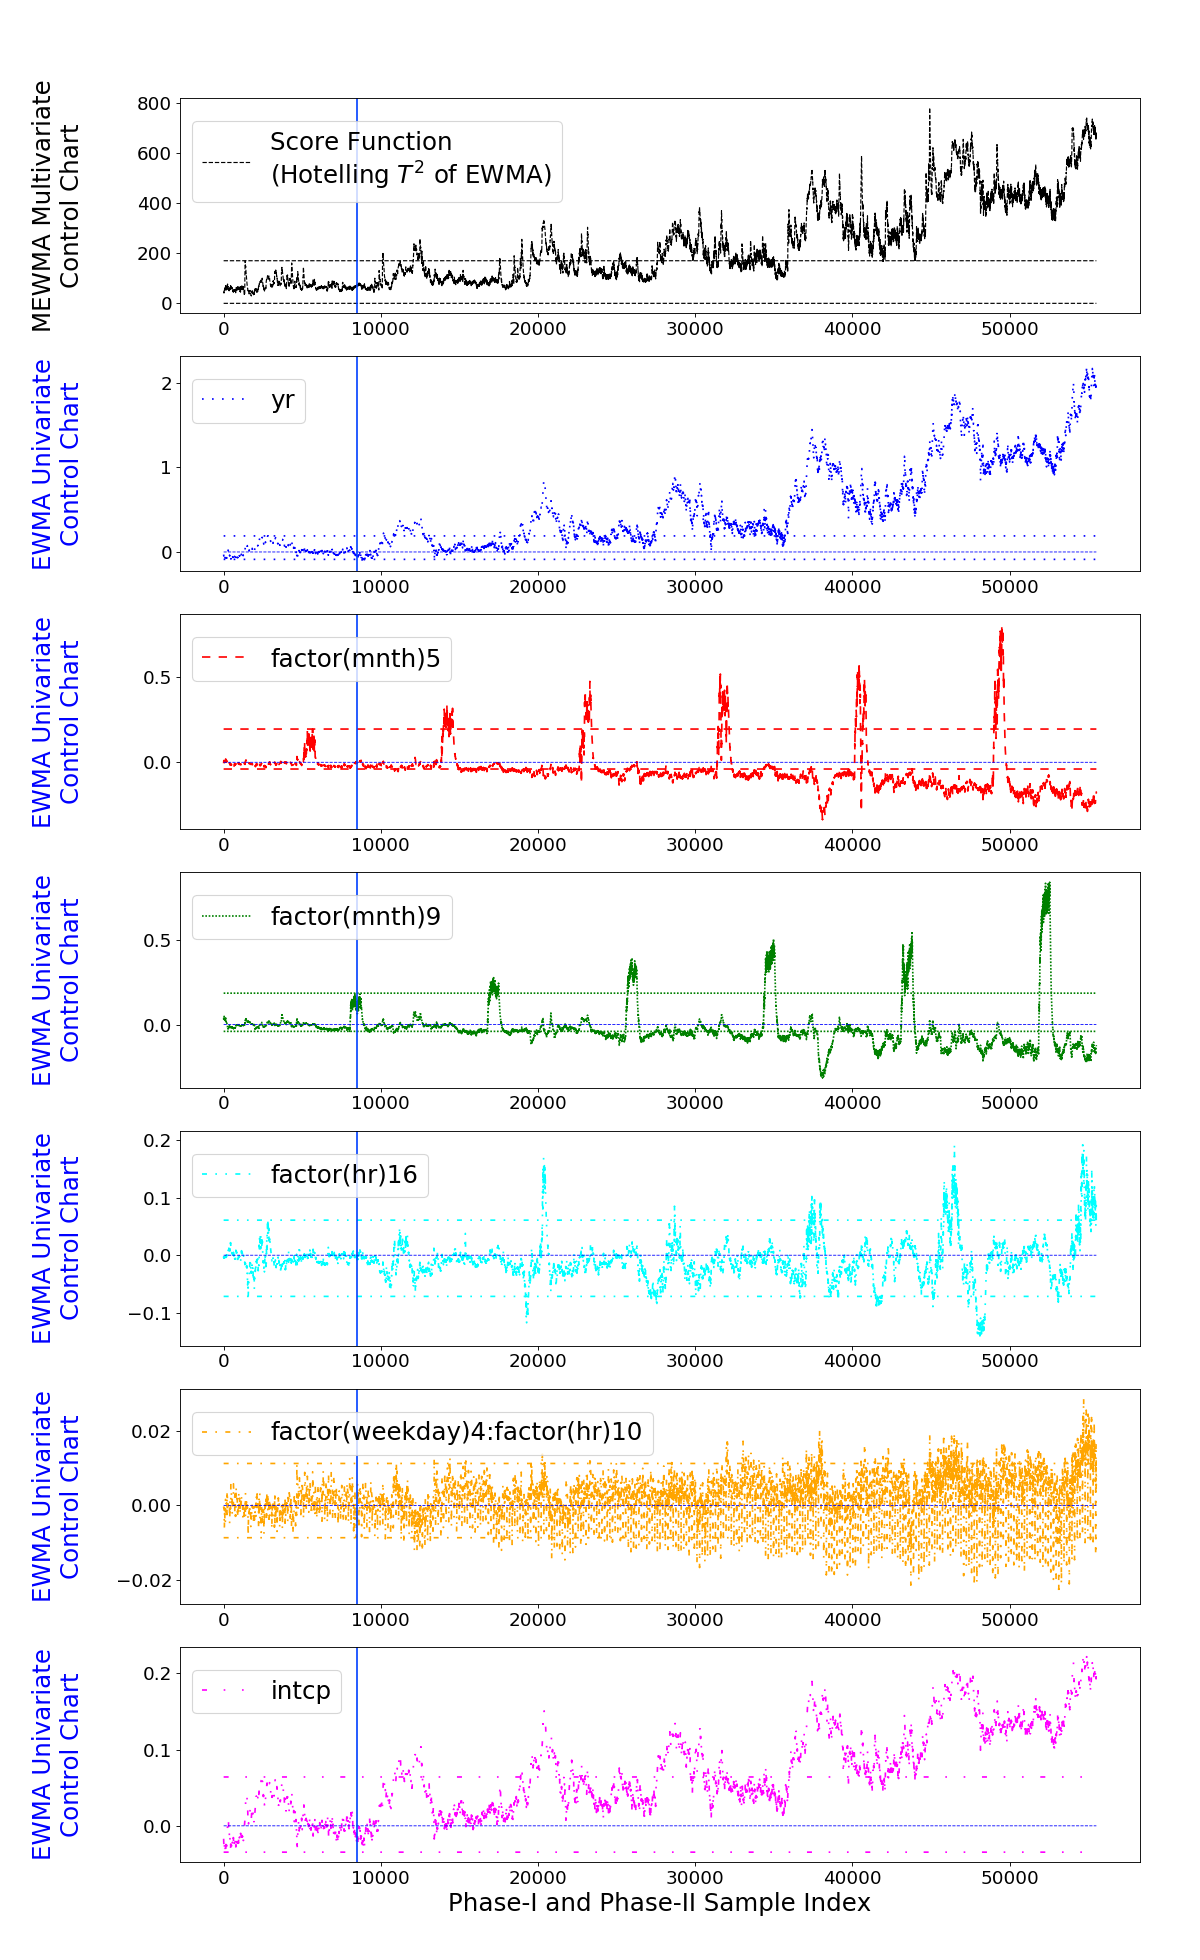 MEWMA Multivariate
Control Chart
800
600
400
200
0
Score Function
(Hotelling T² of EWMA)
0 10000 20000 30000 40000 50000
EWMA Univariate
Control Chart
2
1
0
yr
0 10000 20000 30000 40000 50000
EWMA Univariate
Control Chart
0.5
0.0
factor(mnth)5
0 10000 20000 30000 40000 50000
EWMA Univariate
Control Chart
0.5
0.0
factor(mnth)9
0 10000 20000 30000 40000 50000
EWMA Univariate
Control Chart
0.2
0.1
0.0
−0.1
factor(hr)16
0 10000 20000 30000 40000 50000
EWMA Univariate
Control Chart
0.02
0.00
−0.02
factor(weekday)4:factor(hr)10
0 10000 20000 30000 40000 50000
EWMA Univariate
Control Chart
0.2
0.1
0.0
intcp
0 10000 20000 30000 40000 50000
Phase-I and Phase-II Sample Index